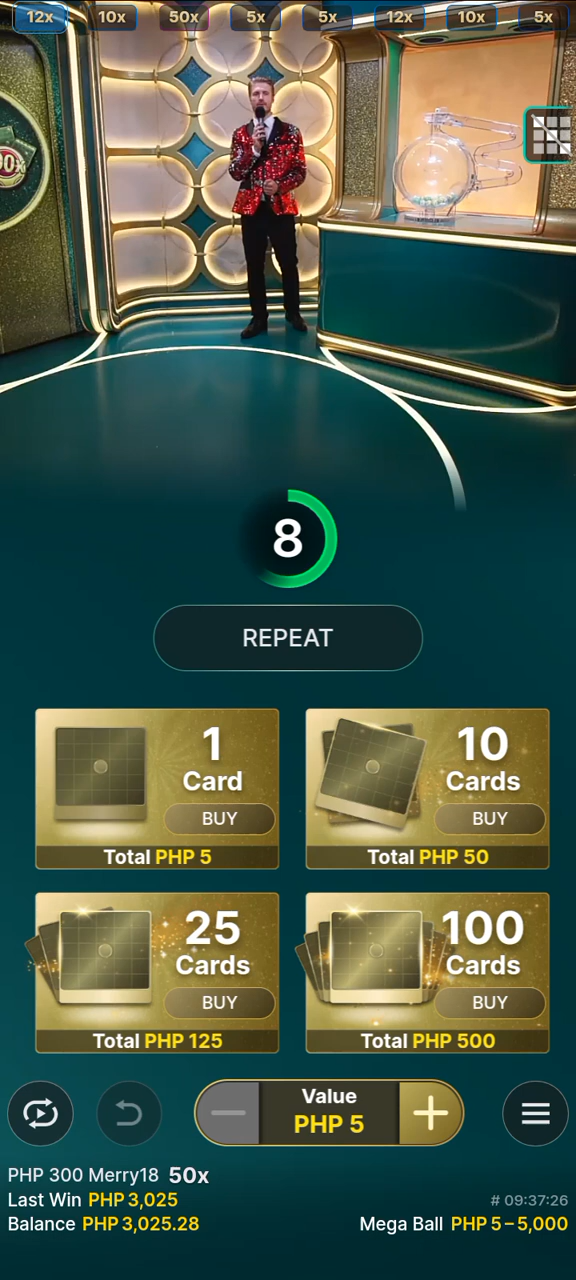 12x 10x 50x 5x 5x 12x 10x 5x
8
REPEAT
1
Card
BUY
Total PHP 5
10
Cards
BUY
Total PHP 50
25
Cards
BUY
Total PHP 125
100
Cards
BUY
Total PHP 500
Value
PHP 5
PHP 300 Merry18 50x
Last Win PHP 3,025
# 09:37:26
Balance PHP 3,025.28
Mega Ball PHP 5–5,000